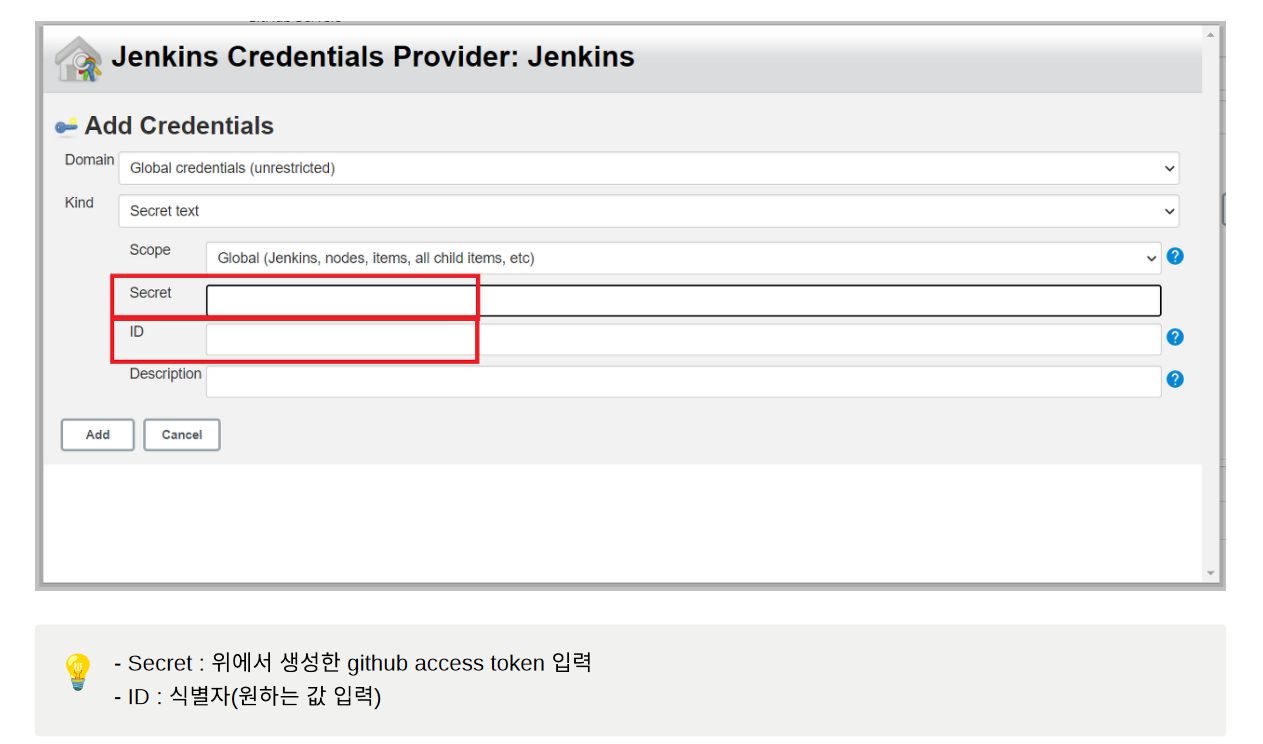 Jenkins Credentials Provider: Jenkins
Add Credentials
Domain
Global credentials (unrestricted)
Kind
Secret text
Scope
Global (Jenkins, nodes, items, all child items, etc)
Secret
ID
Description
Add
Cancel
- Secret : 위에서 생성한 github access token 입력
- ID : 식별자(원하는 값 입력)